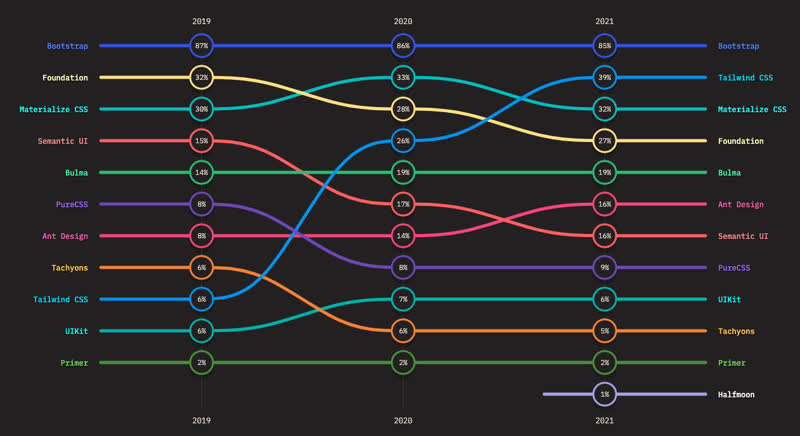 2019 2020 2021
Bootstrap 87% 86% 85% Bootstrap
Foundation 32% 33% 39% Tailwind CSS
Materialize CSS 30% 28% 32% Materialize CSS
Semantic UI 15% 26% 27% Foundation
Bulma 14% 19% 19% Bulma
PureCSS 8% 17% 16% Ant Design
Ant Design 8% 14% 16% Semantic UI
Tachyons 6% 8% 9% PureCSS
Tailwind CSS 6% 7% 6% UIKit
UIKit 6% 6% 5% Tachyons
Primer 2% 2% 2% Primer
1% Halfmoon
2019 2020 2021